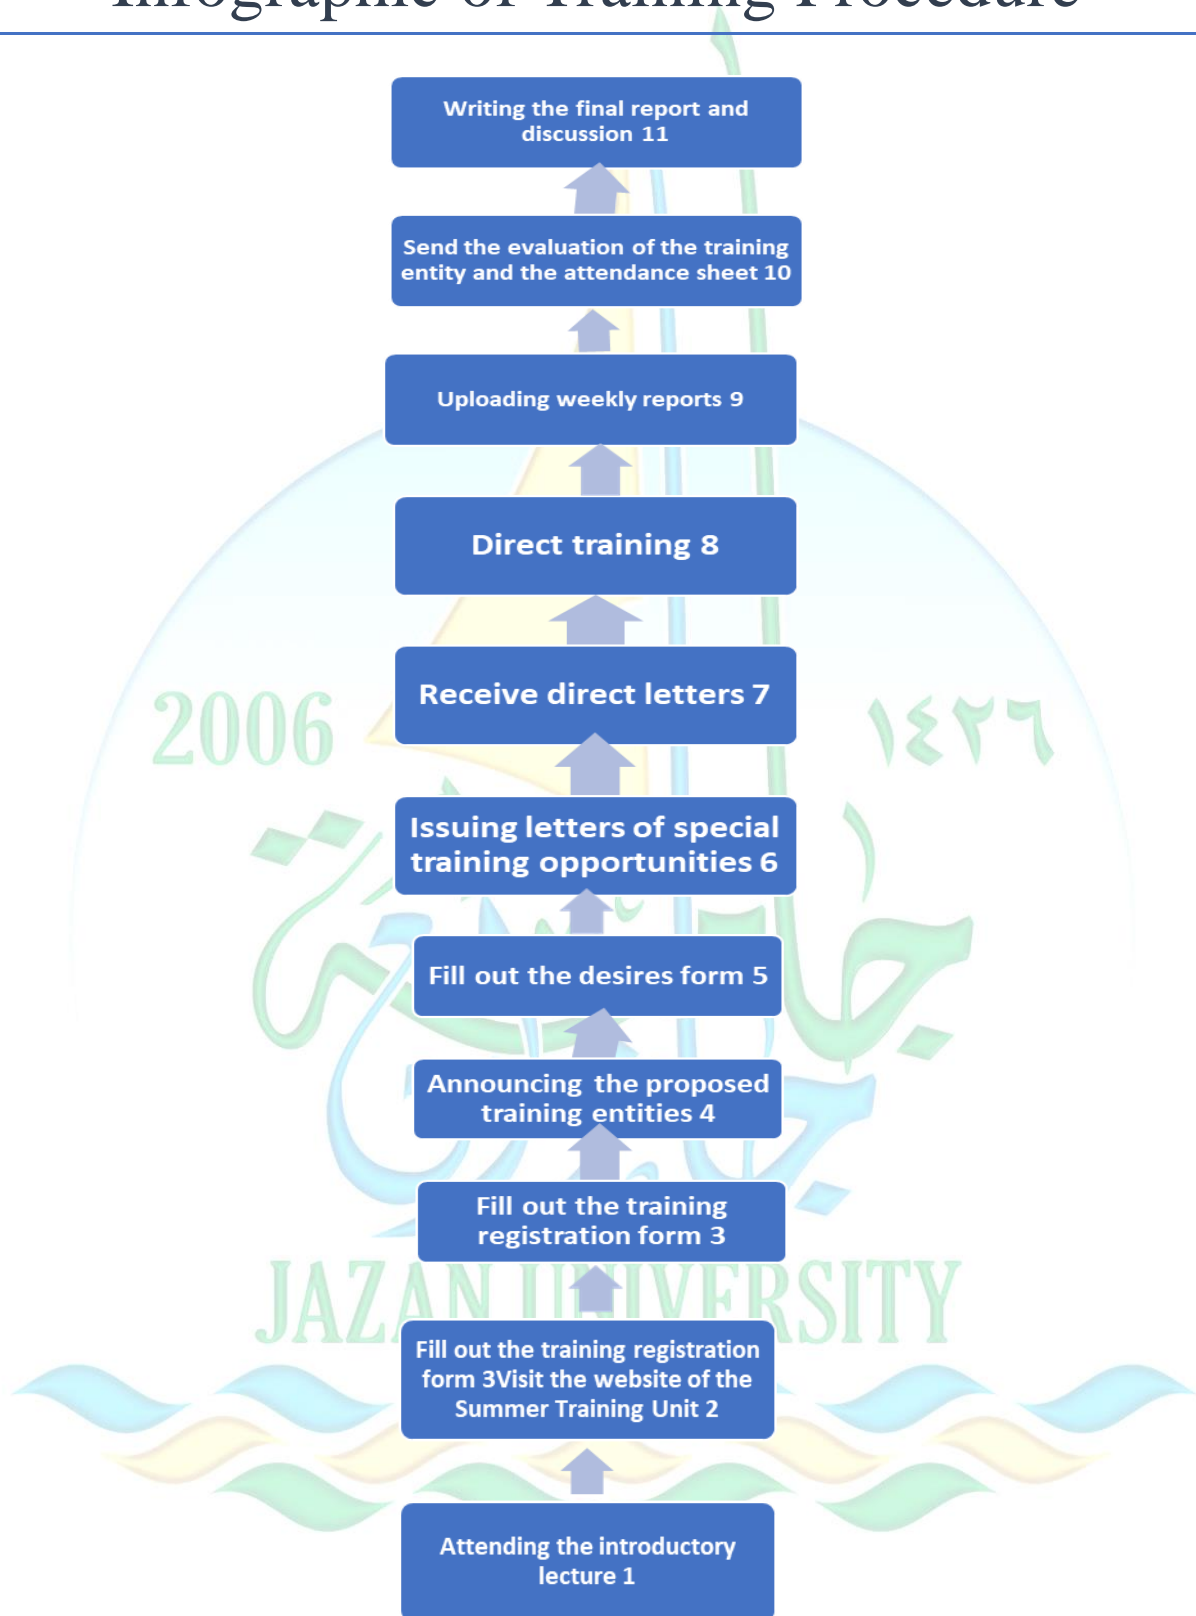 Infographic of Training Procedure
Writing the final report and
discussion 11
Send the evaluation of the training
entity and the attendance sheet 10
Uploading weekly reports 9
Direct training 8
Receive direct letters 7
2006
١٤٢٦
Issuing letters of special
training opportunities 6
Fill out the desires form 5
Announcing the proposed
training entities 4
Fill out the training
registration form 3
JAZAN UNIVERSITY
Fill out the training registration
form 3Visit the website of the
Summer Training Unit 2
Attending the introductory
lecture 1